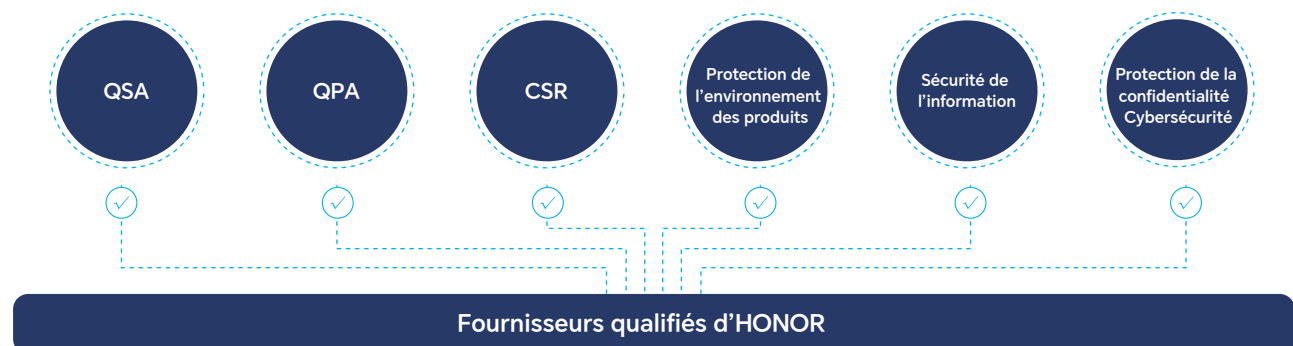 QSA
QPA
CSR
Protection de
l’environnement
des produits
Sécurité de
l’information
Protection de la
confidentialité
Cybersécurité
Fournisseurs qualifiés d’HONOR